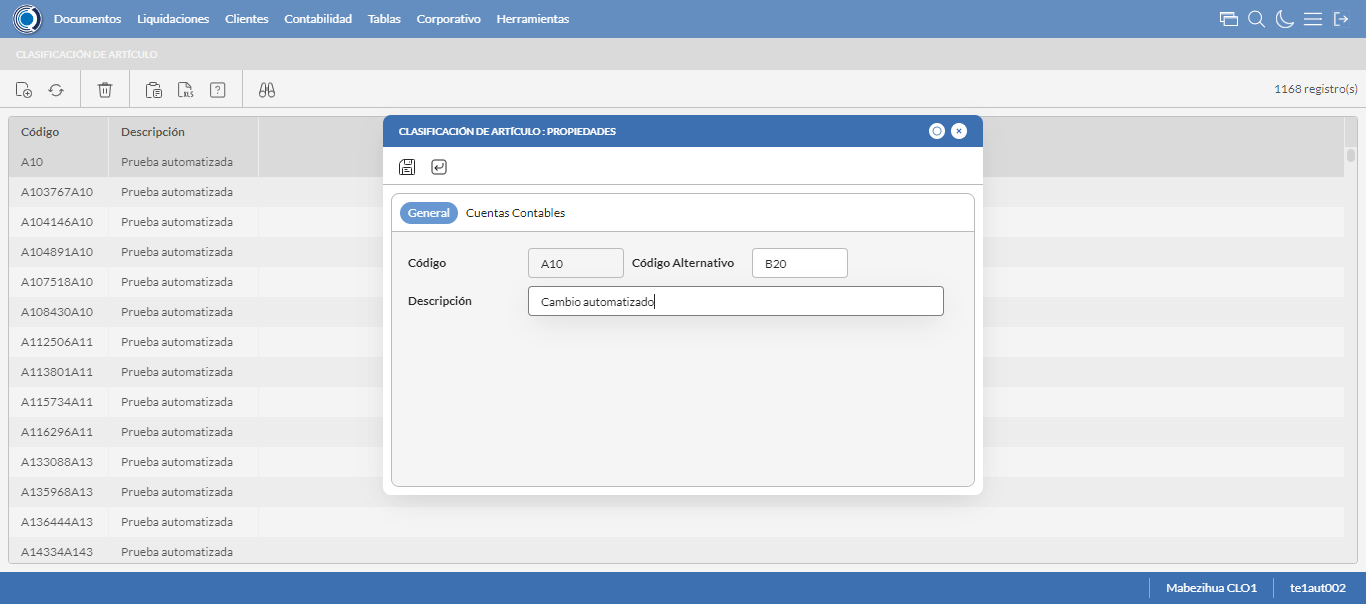 Documentos Liquidaciones Clientes Contabilidad Tablas Corporativo Herramientas
CLASIFICACIÓN DE ARTÍCULO
XLS ? 1168 registro(s)
Código Descripción
A10 Prueba automatizada
A103767A10 Prueba automatizada
A104146A10 Prueba automatizada
A104891A10 Prueba automatizada
A107518A10 Prueba automatizada
A108430A10 Prueba automatizada
A112506A11 Prueba automatizada
A113801A11 Prueba automatizada
A115734A11 Prueba automatizada
A116296A11 Prueba automatizada
A133088A13 Prueba automatizada
A135968A13 Prueba automatizada
A136444A13 Prueba automatizada
A14334A143 Prueba automatizada
CLASIFICACIÓN DE ARTÍCULO : PROPIEDADES
General Cuentas Contables
Código A10 Código Alternativo B20
Descripción Cambio automatizado
Mabezihua CLO1 te1aut002